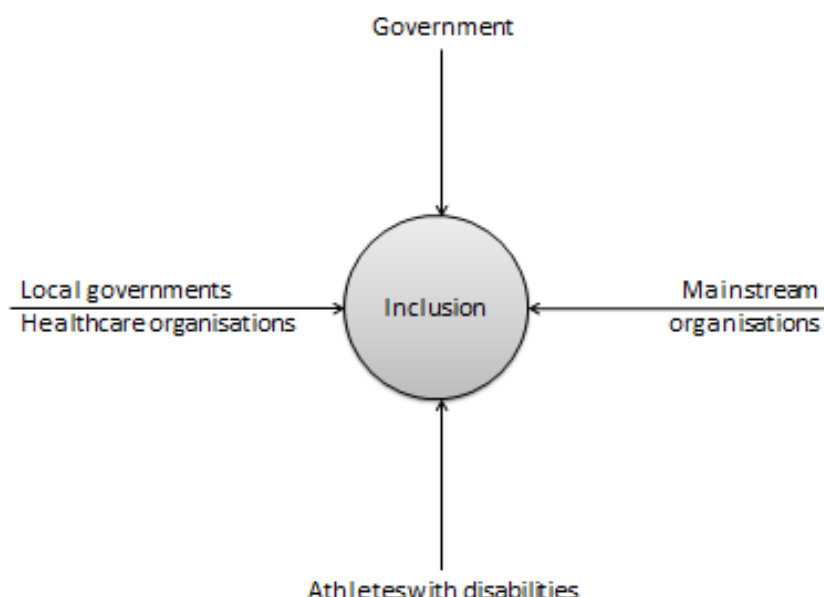 Government
Local governments
Healthcare organisations
Inclusion
Mainstream
organisations
Athletes with disabilities